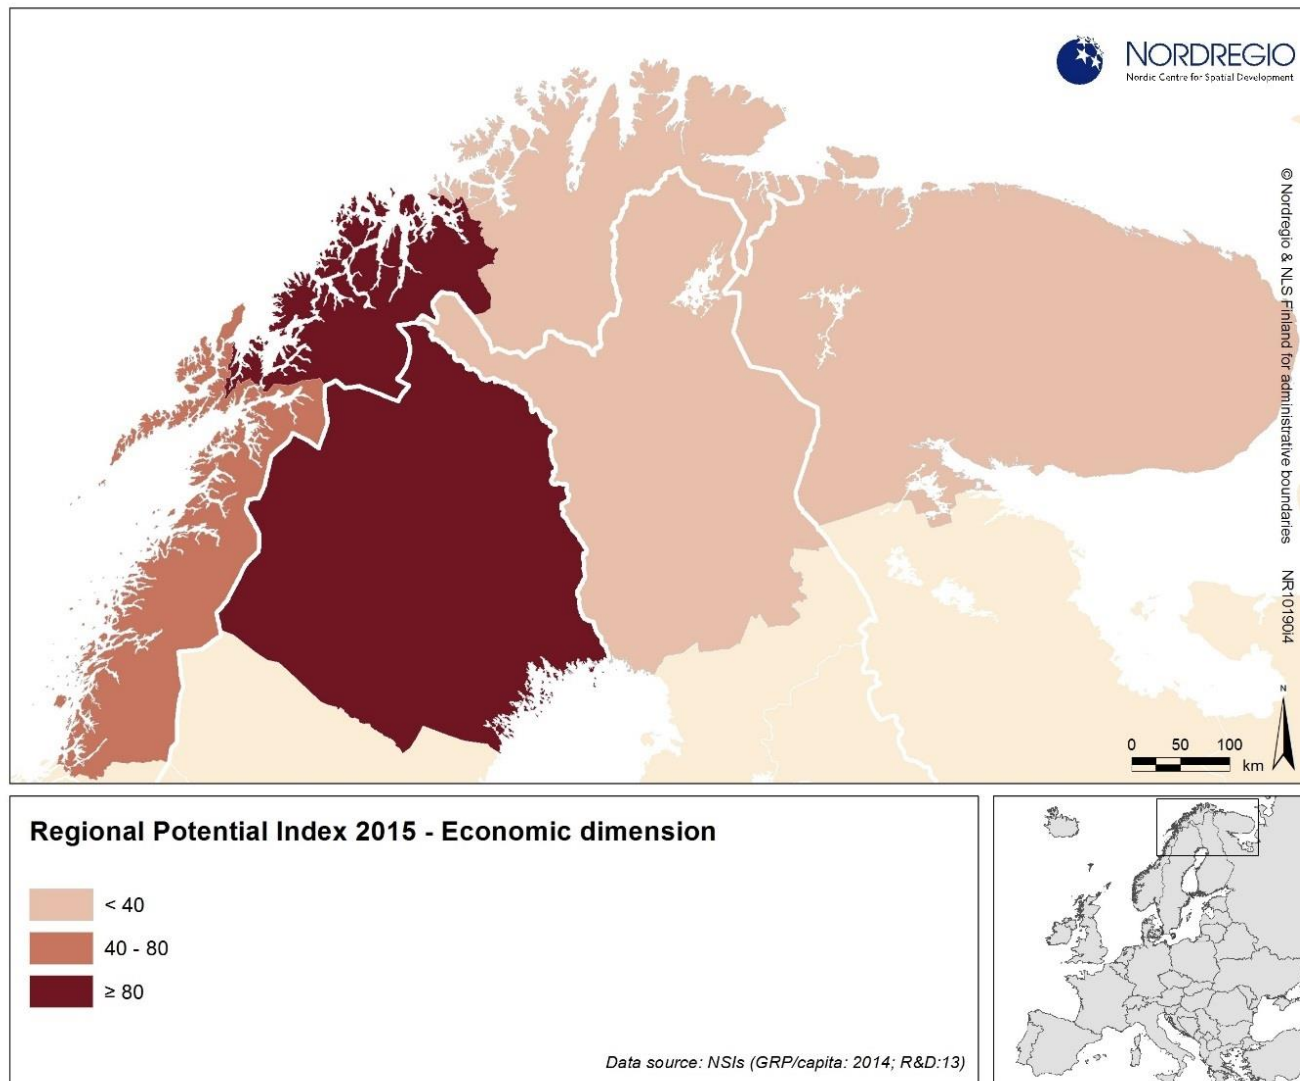 NORDREGIO
Nordic Centre for Spatial Development
© Nordregio & NLS Finland for administrative boundaries NR10190i4
N
0 50 100
km
Regional Potential Index 2015 - Economic dimension
< 40
40 - 80
≥ 80
Data source: NSIs (GRP/capita: 2014; R&D:13)